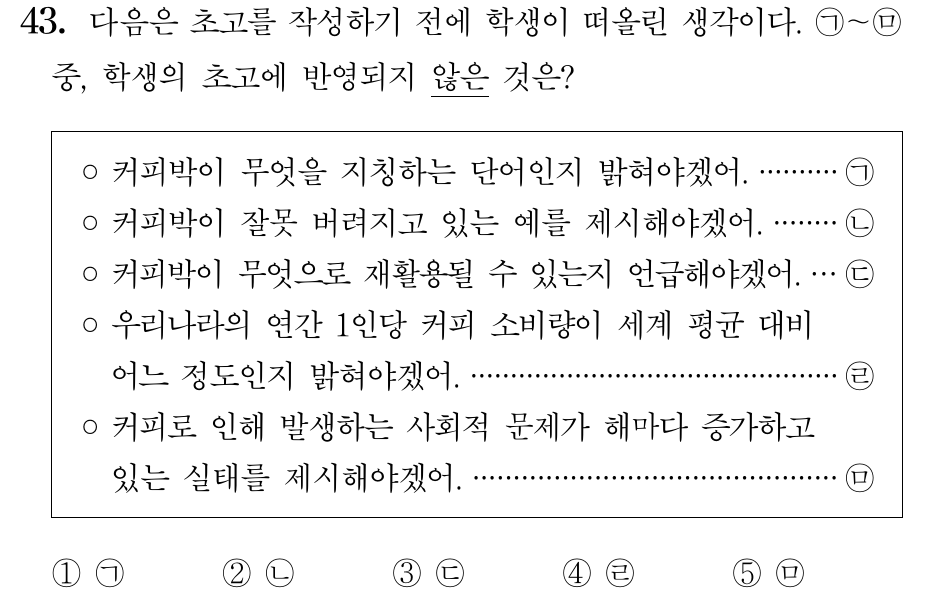 43. 다음은 초고를 작성하기 전에 학생이 떠올린 생각이다. ㉠~㉤
중, 학생의 초고에 반영되지 않은 것은?
○ 커피박이 무엇을 지칭하는 단어인지 밝혀야겠어. ·········· ㉠
○ 커피박이 잘못 버려지고 있는 예를 제시해야겠어. ········ ㉡
○ 커피박이 무엇으로 재활용될 수 있는지 언급해야겠어. ··· ㉢
○ 우리나라의 연간 1인당 커피 소비량이 세계 평균 대비
어느 정도인지 밝혀야겠어. ············································ ㉣
○ 커피로 인해 발생하는 사회적 문제가 해마다 증가하고
있는 실태를 제시해야겠어. ············································ ㉤
① ㉠ ② ㉡ ③ ㉢ ④ ㉣ ⑤ ㉤